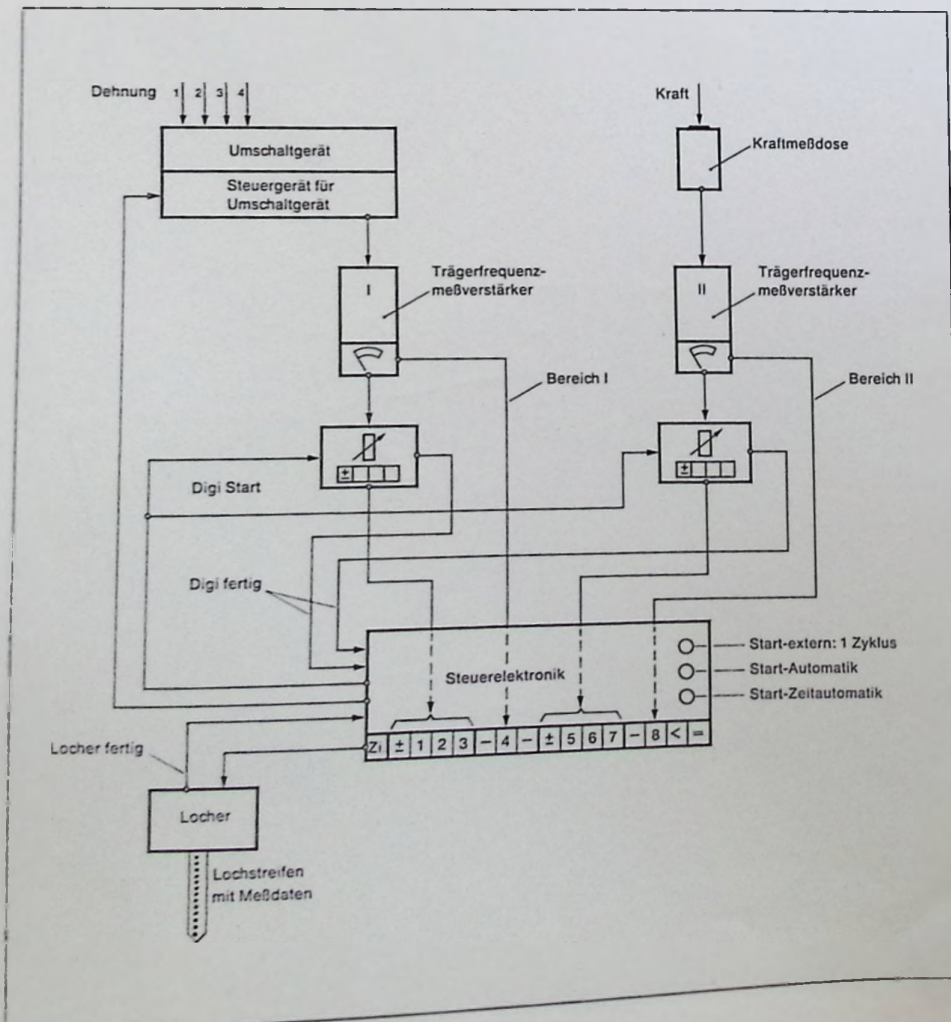 Dehnung 1 2 3 4
Kraft
Umschaltgerät
Kraftmeßdose
Steuergerät für
Umschaltgerät
I
Trägerfrequenz-
meßverstärker
II
Trägerfrequenz-
meßverstärker
Bereich I
Bereich II
±
±
Digi Start
Digi fertig
Start-extern: 1 Zyklus
Steuerelektronik
Start-Automatik
Start-Zeitautomatik
Zi ± 1 2 3 – 4 – ± 5 6 7 – 8 < =
Locher fertig
Locher
Lochstreifen
mit Meßdaten